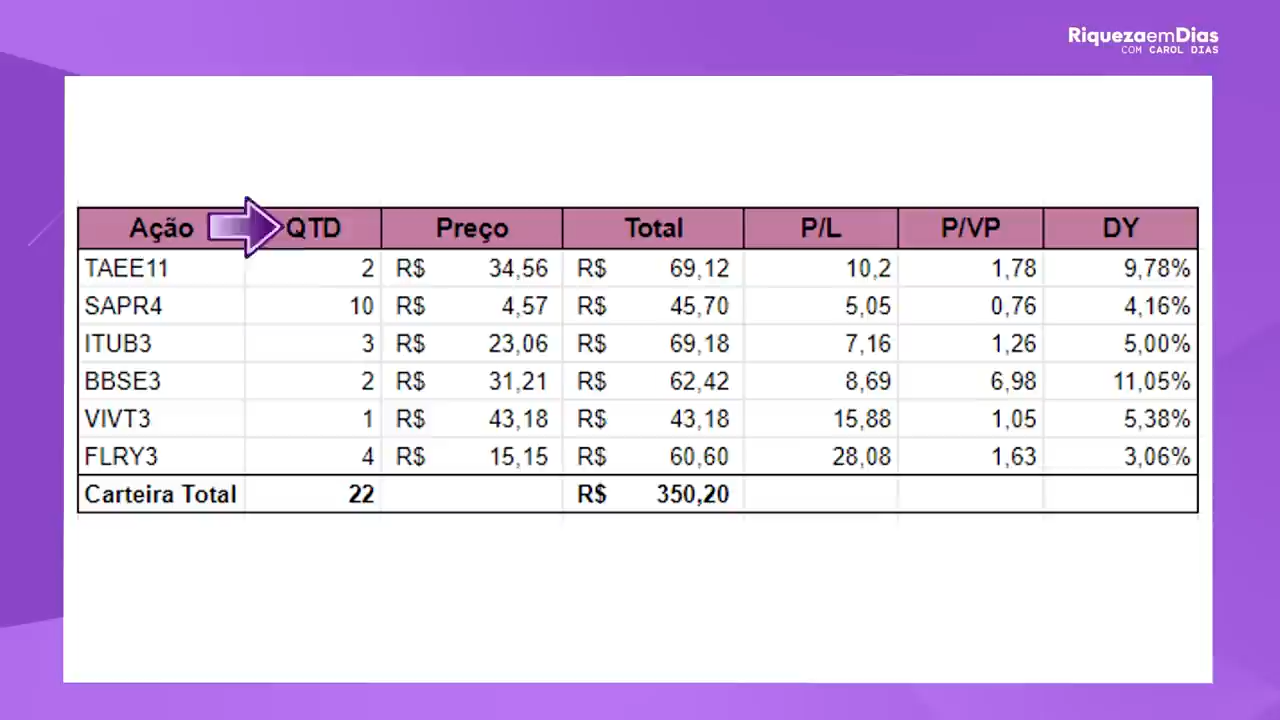 RiquezaemDias
COM CAROL DIAS
Ação QTD Preço Total P/L P/VP DY
TAEE11 2 R$ 34,56 R$ 69,12 10,2 1,78 9,78%
SAPR4 10 R$ 4,57 R$ 45,70 5,05 0,76 4,16%
ITUB3 3 R$ 23,06 R$ 69,18 7,16 1,26 5,00%
BBSE3 2 R$ 31,21 R$ 62,42 8,69 6,98 11,05%
VIVT3 1 R$ 43,18 R$ 43,18 15,88 1,05 5,38%
FLRY3 4 R$ 15,15 R$ 60,60 28,08 1,63 3,06%
Carteira Total 22 R$ 350,20